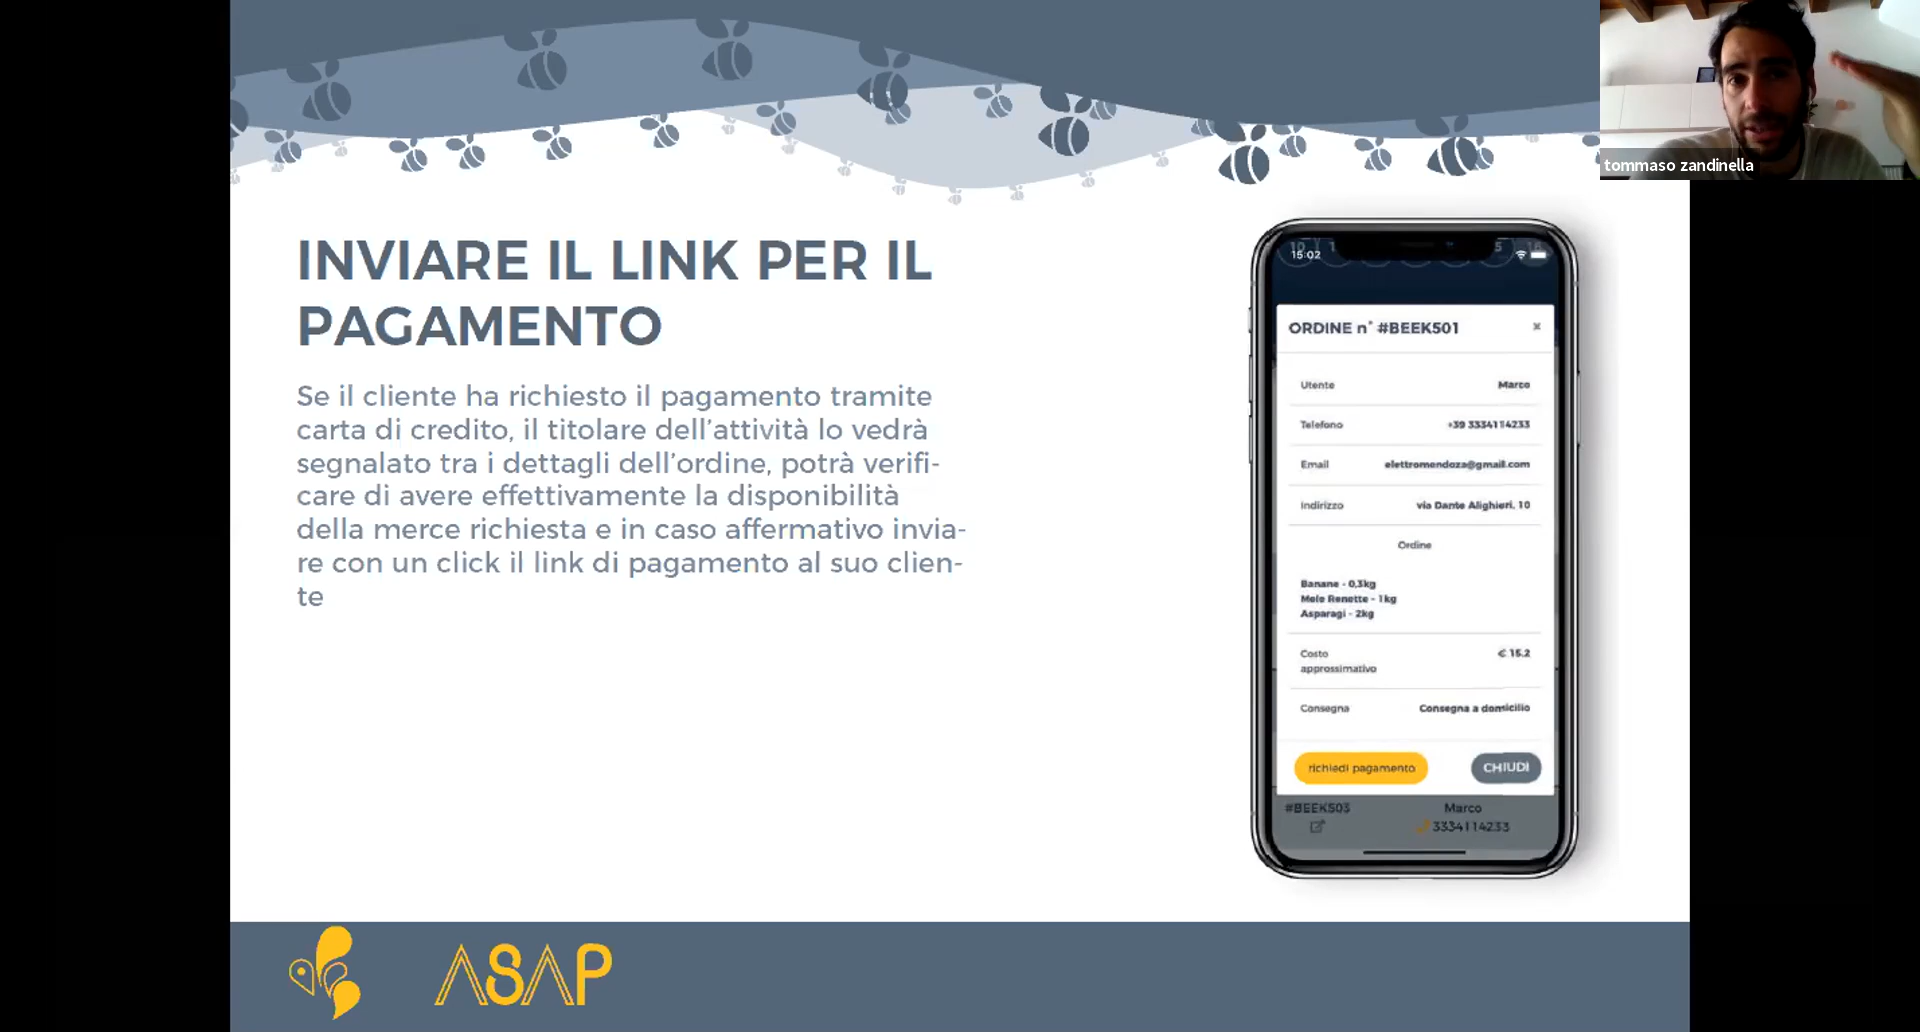 tommaso zandinella
INVIARE IL LINK PER IL
PAGAMENTO
Se il cliente ha richiesto il pagamento tramite
carta di credito, il titolare dell'attività lo vedrà
segnalato tra i dettagli dell'ordine, potrà verifi-
care di avere effettivamente la disponibilità
della merce richiesta e in caso affermativo invia-
re con un click il link di pagamento al suo clien-
te
15:02
ORDINE n° #BEEK501 ×
Utente Marco
Telefono +39 3334114233
Email elettromendoza@gmail.com
Indirizzo via Dante Alighieri, 10
Ordine
Banane - 0,3kg
Mele Renette - 1kg
Asparagi - 2kg
Costo € 15.2
approssimativo
Consegna Consegna a domicilio
richiedi pagamento CHIUDI
#BEEK503 Marco
3334114233
ASAP